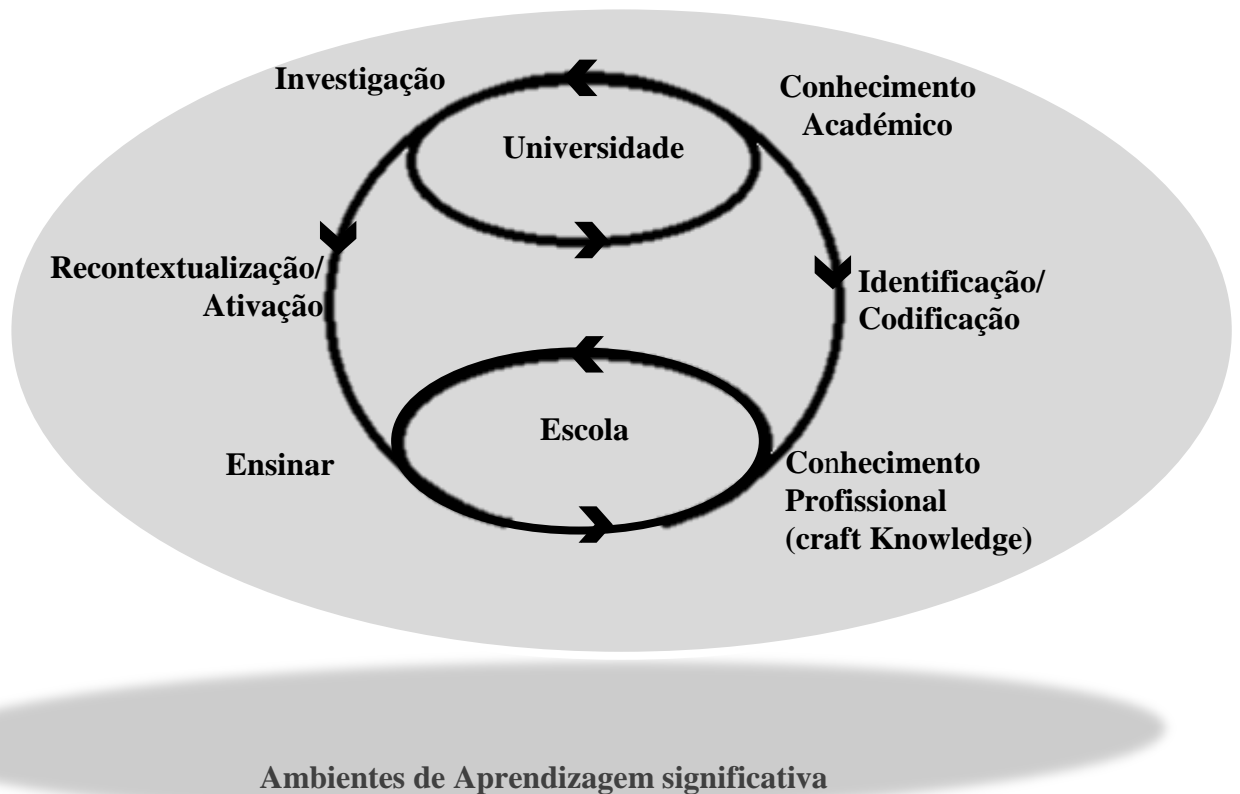 Investigação
Conhecimento
Académico
Universidade
Recontextualização/
Ativação
Identificação/
Codificação
Escola
Ensinar
Conhecimento
Profissional
(craft Knowledge)
Ambientes de Aprendizagem significativa